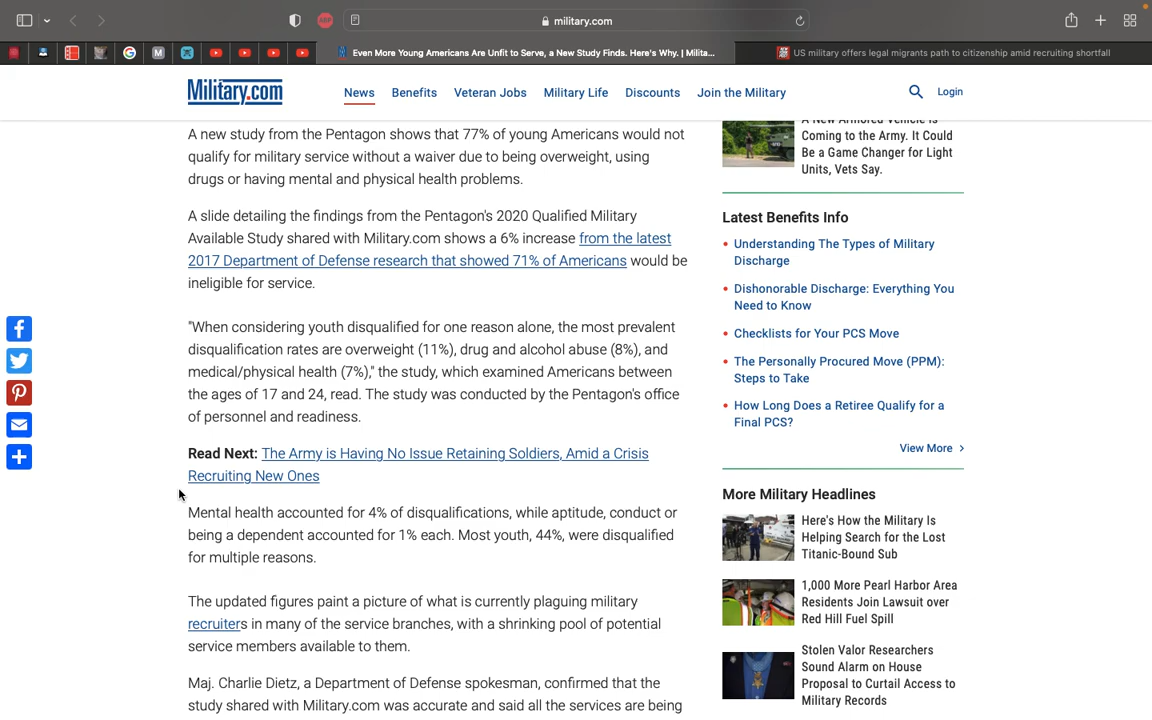 ABP
military.com
M
Even More Young Americans Are Unfit to Serve, a New Study Finds. Here's Why. | Milita...
US military offers legal migrants path to citizenship amid recruiting shortfall
Military.com
News
Benefits
Veteran Jobs
Military Life
Discounts
Join the Military
Login
A new study from the Pentagon shows that 77% of young Americans would not
qualify for military service without a waiver due to being overweight, using
drugs or having mental and physical health problems.
A slide detailing the findings from the Pentagon's 2020 Qualified Military
Available Study shared with Military.com shows a 6% increase from the latest
2017 Department of Defense research that showed 71% of Americans would be
ineligible for service.
"When considering youth disqualified for one reason alone, the most prevalent
disqualification rates are overweight (11%), drug and alcohol abuse (8%), and
medical/physical health (7%)," the study, which examined Americans between
the ages of 17 and 24, read. The study was conducted by the Pentagon's office
of personnel and readiness.
Read Next: The Army is Having No Issue Retaining Soldiers, Amid a Crisis
Recruiting New Ones
Mental health accounted for 4% of disqualifications, while aptitude, conduct or
being a dependent accounted for 1% each. Most youth, 44%, were disqualified
for multiple reasons.
The updated figures paint a picture of what is currently plaguing military
recruiters in many of the service branches, with a shrinking pool of potential
service members available to them.
Maj. Charlie Dietz, a Department of Defense spokesman, confirmed that the
study shared with Military.com was accurate and said all the services are being
A New Armored Vehicle Is
Coming to the Army. It Could
Be a Game Changer for Light
Units, Vets Say.
Latest Benefits Info
Understanding The Types of Military
Discharge
Dishonorable Discharge: Everything You
Need to Know
Checklists for Your PCS Move
The Personally Procured Move (PPM):
Steps to Take
How Long Does a Retiree Qualify for a
Final PCS?
View More
More Military Headlines
Here's How the Military Is
Helping Search for the Lost
Titanic-Bound Sub
1,000 More Pearl Harbor Area
Residents Join Lawsuit over
Red Hill Fuel Spill
Stolen Valor Researchers
Sound Alarm on House
Proposal to Curtail Access to
Military Records